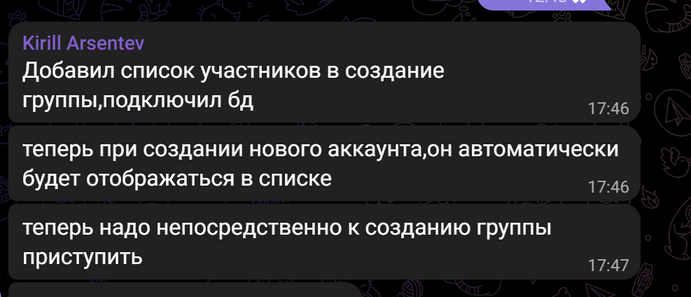 Kirill Arsentev
Добавил список участников в создание
группы,подключил бд
17:46
теперь при создании нового аккаунта,он автоматически
будет отображаться в списке
17:46
теперь надо непосредственно к созданию группы
приступить
17:47